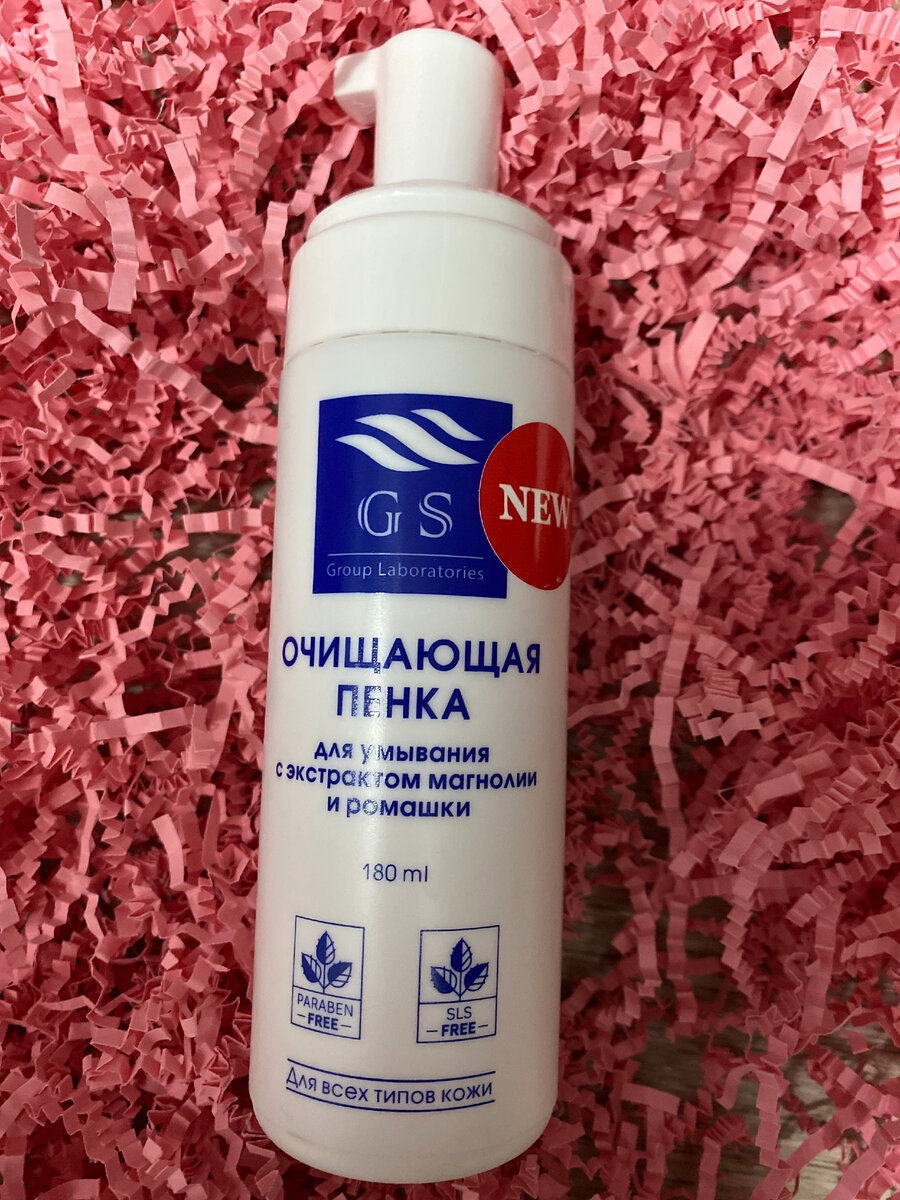 GS
NEW
Group Laboratories
ОЧИЩАЮЩАЯ
ПЕНКА
для умывания
с экстрактом магнолии
и ромашки
180 ml
PARABEN
FREE
SLS
FREE
Для всех типов кожи